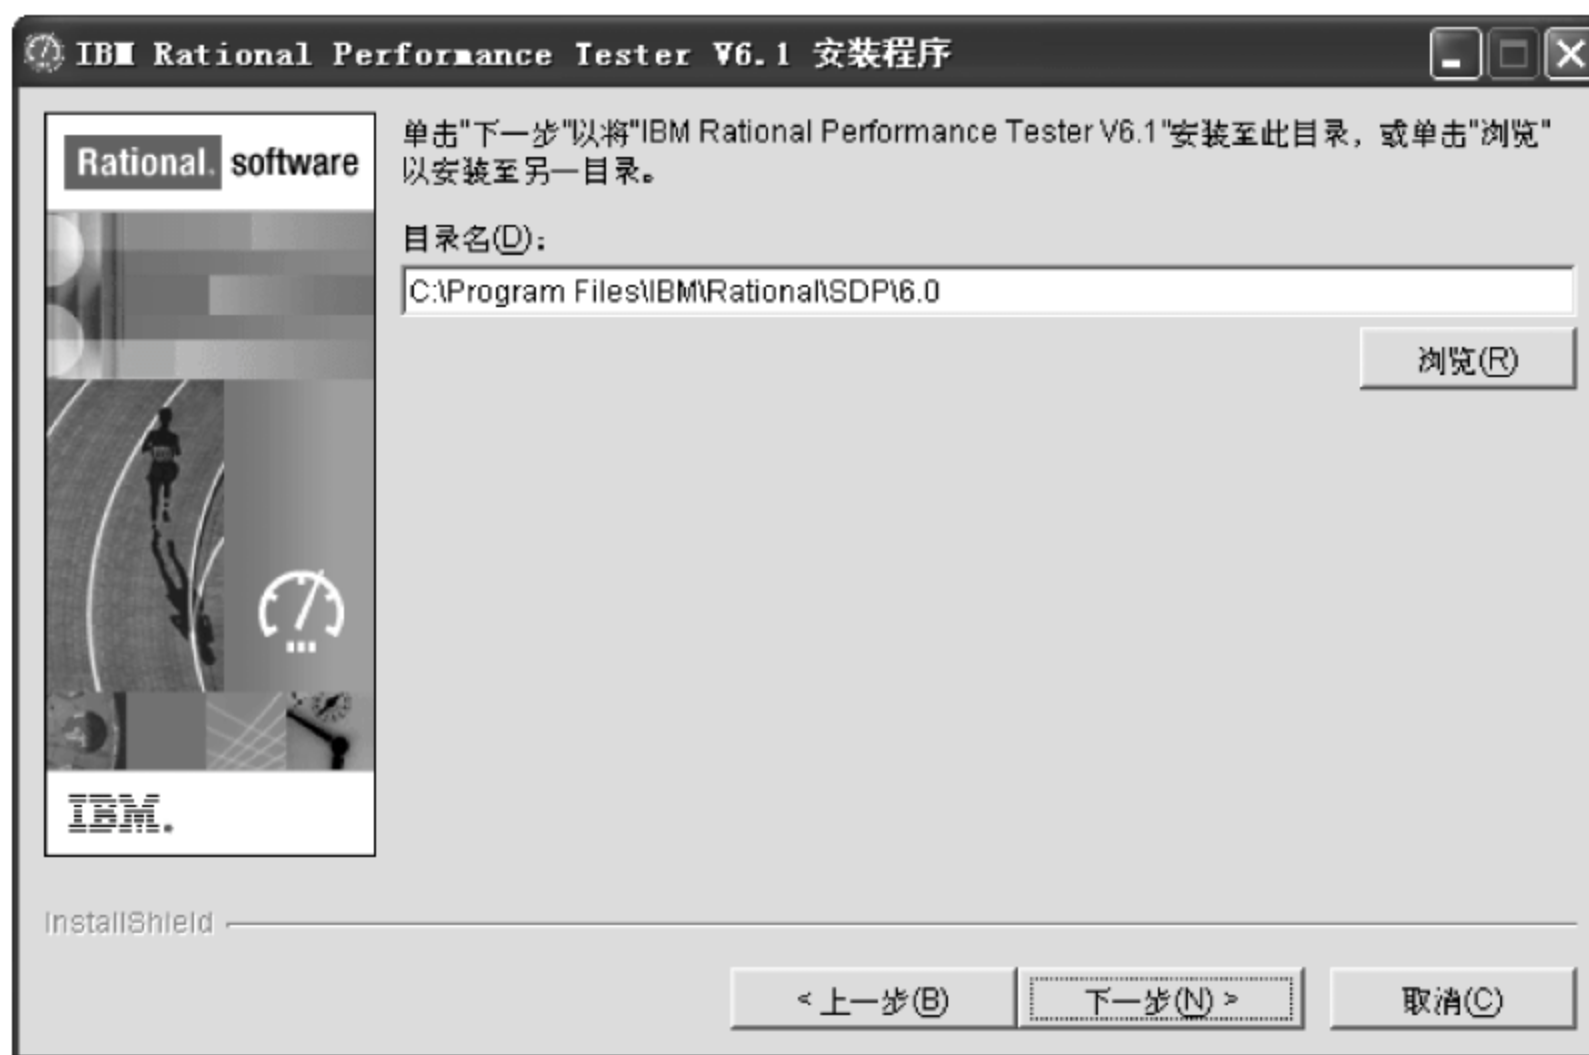 IBM Rational Performance Tester V6.1 安装程序
Rational. software
单击"下一步"以将"IBM Rational Performance Tester V6.1"安装至此目录，或单击"浏览"
以安装至另一目录。
目录名(D)：
C:\Program Files\IBM\Rational\SDP\6.0
浏览(R)
IBM.
InstallShield
< 上一步(B)
下一步(N) >
取消(C)